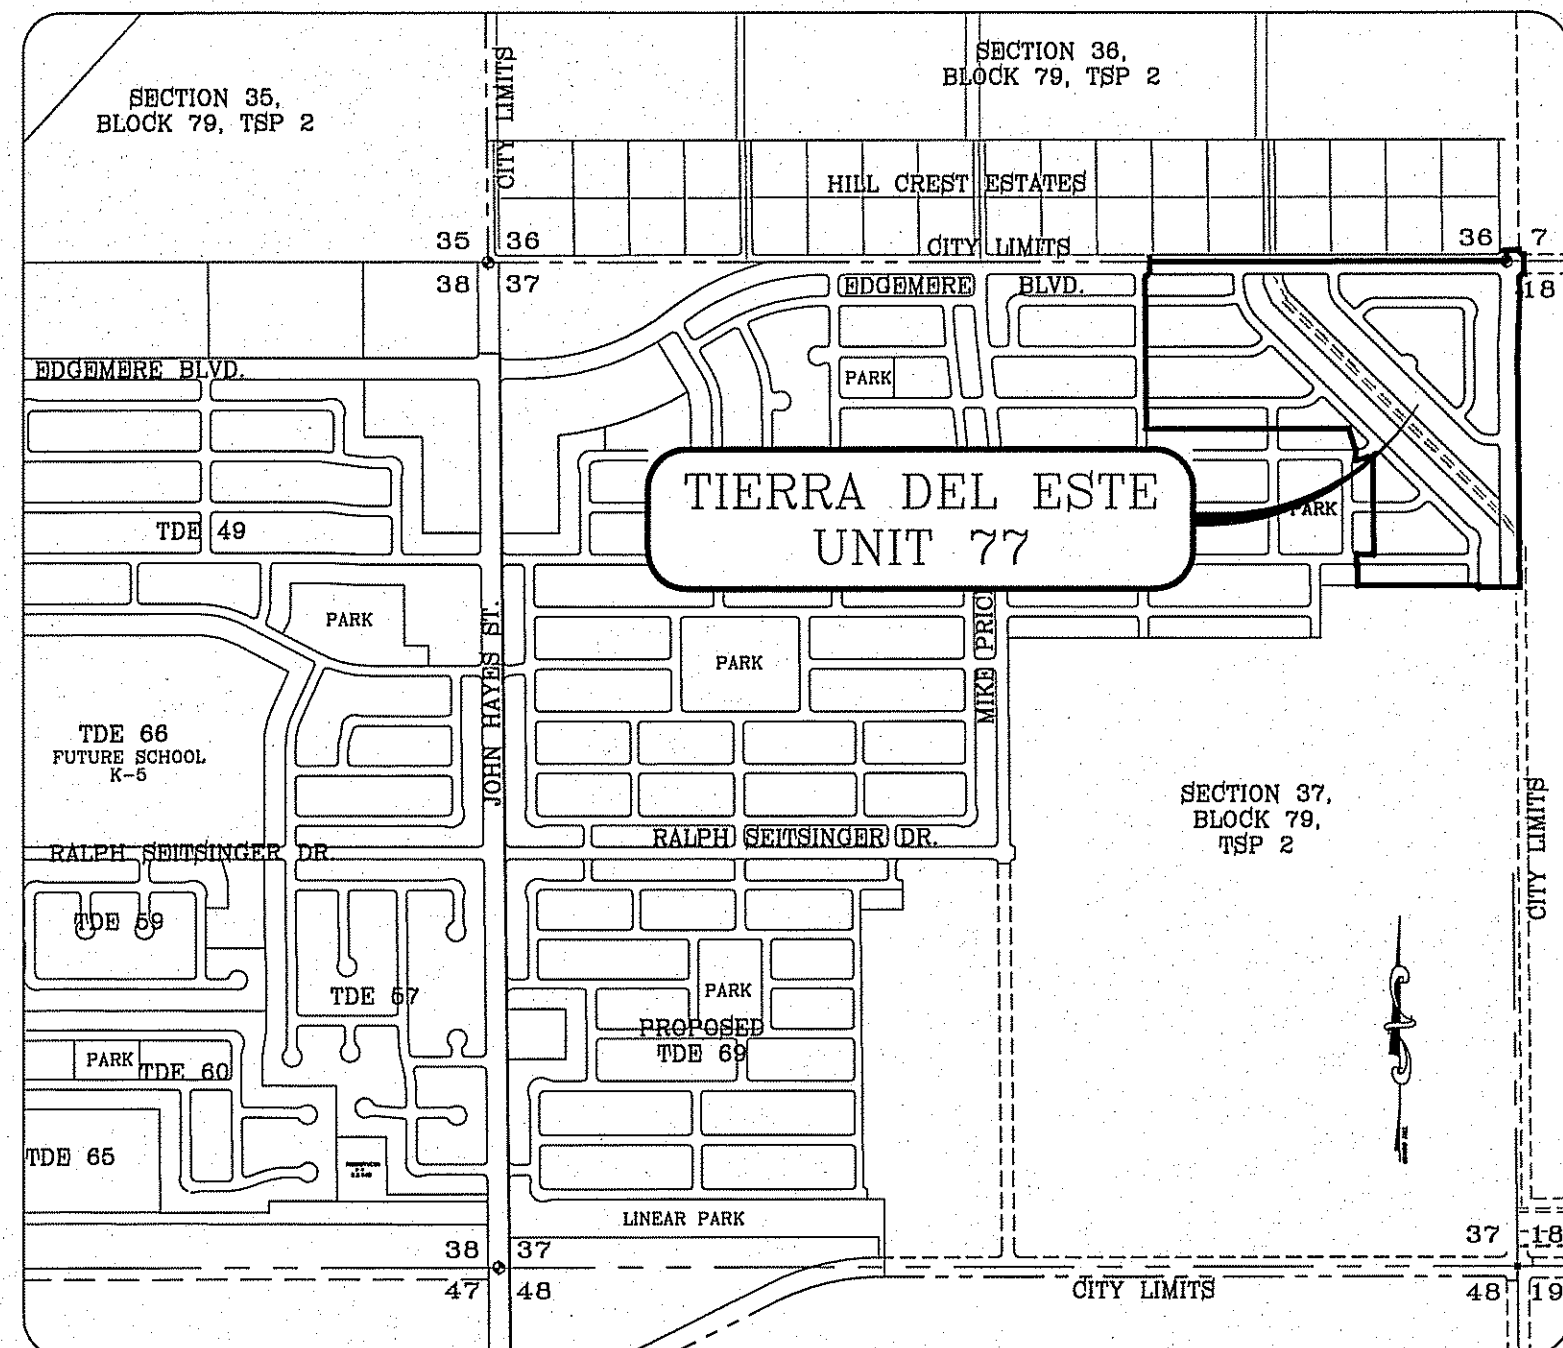 SECTION 35,
BLOCK 79, TSP 2
CITY LIMITS
SECTION 36,
BLOCK 79, TSP 2
HILL CREST ESTATES
35 36
CITY LIMITS
36 7
38 37
EDGEMERE BLVD.
18
EDGEMERE BLVD.
PARK
TIERRA DEL ESTE
UNIT 77
PARK
TDE 49
PARK
JOHN HAYES ST.
PARK
MIKE PRIC
TDE 66
FUTURE SCHOOL
K-5
SECTION 37,
BLOCK 79,
TSP 2
CITY LIMITS
RALPH SEITSINGER DR.
RALPH SEITSINGER DR.
TDE 59
TDE 57
PARK
PROPOSED
TDE 69
PARK
TDE 60
TDE 65
LINEAR PARK
38 37
37 18
47 48
CITY LIMITS
48 19